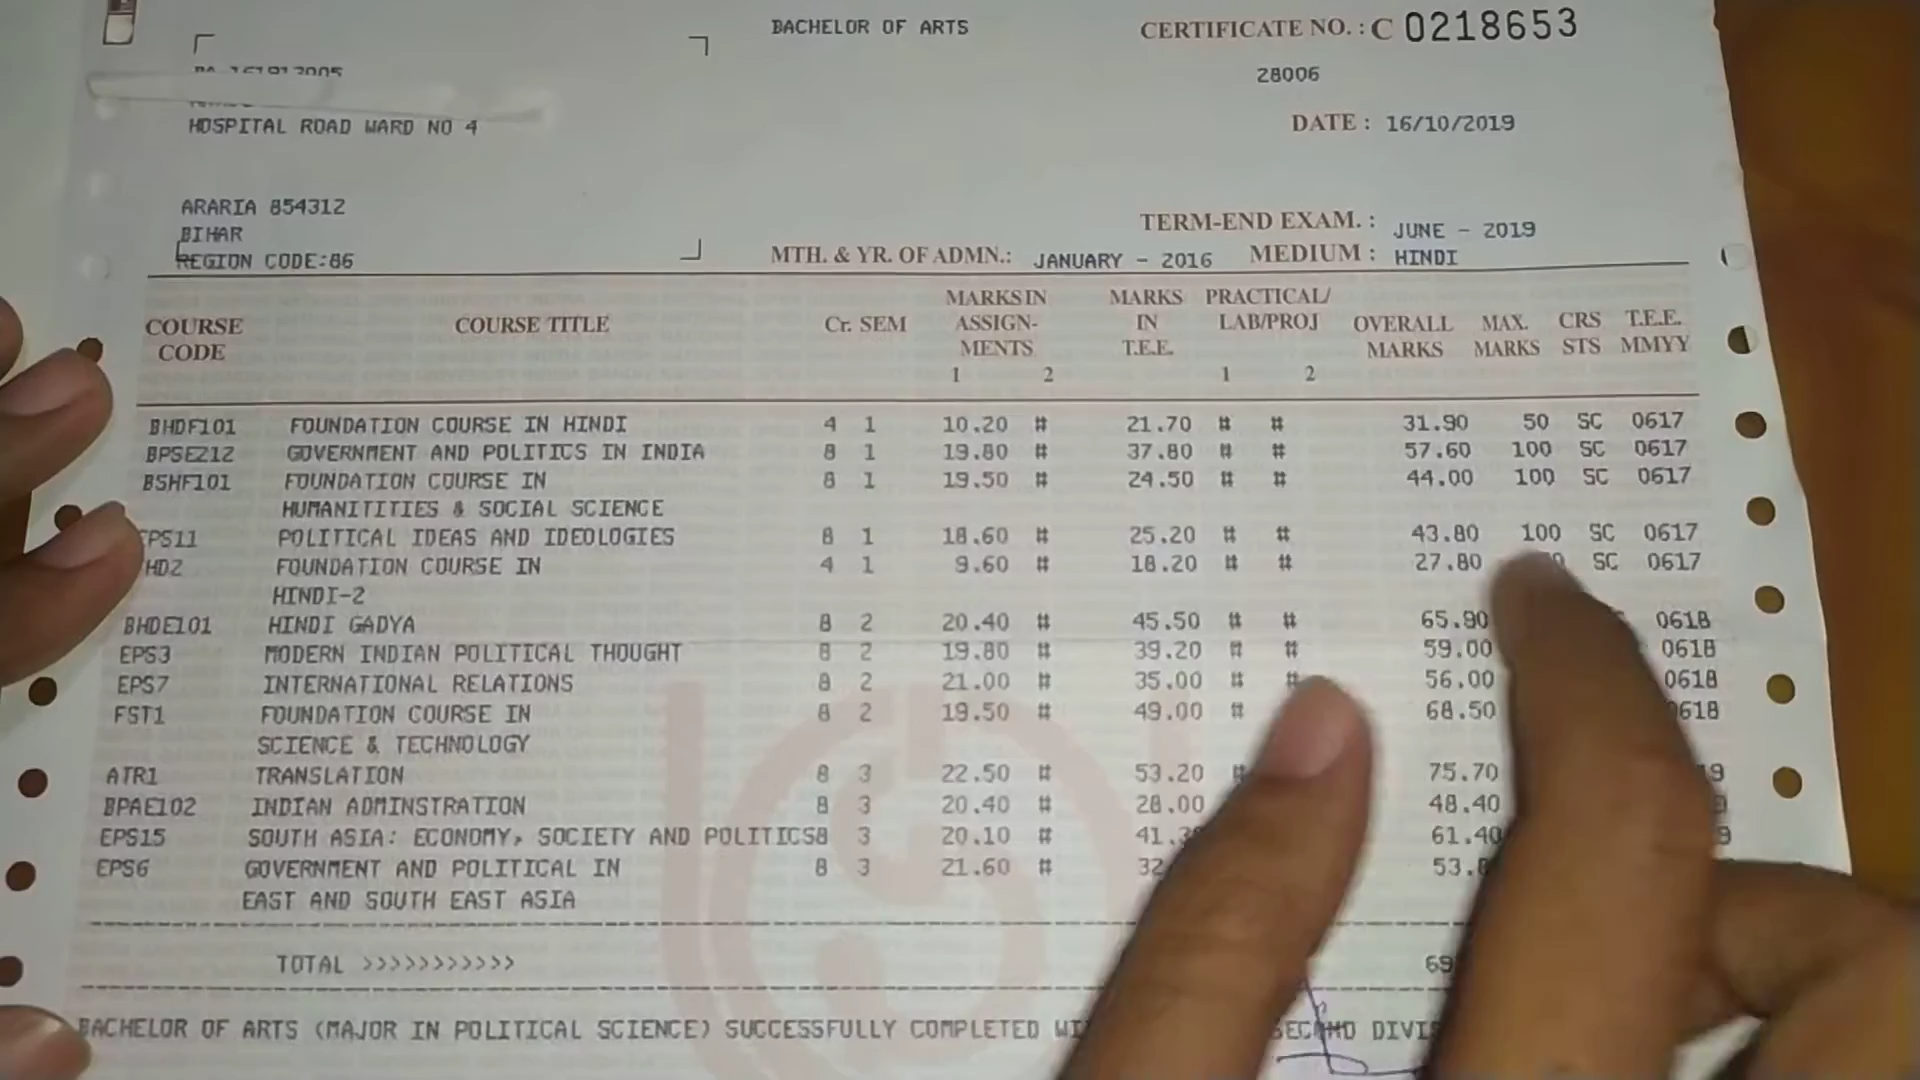 BACHELOR OF ARTS
CERTIFICATE NO. : C 0218653
28006
DATE : 16/10/2019
HOSPITAL ROAD WARD NO 4
ARARIA 854312
BIHAR
REGION CODE:86
TERM-END EXAM. : JUNE - 2019
MTH. & YR. OF ADMN.: JANUARY - 2016 MEDIUM : HINDI
COURSE CODE COURSE TITLE Cr. SEM MARKS IN ASSIGN-MENTS 1 2 MARKS IN T.E.E. PRACTICAL/ LAB/PROJ 1 2 OVERALL MARKS MAX. MARKS CRS STS T.E.E. MMYY
BHDF101 FOUNDATION COURSE IN HINDI 4 1 10.20 # 21.70 # # 31.90 50 SC 0617
BPSE212 GOVERNMENT AND POLITICS IN INDIA 8 1 19.80 # 37.80 # # 57.60 100 SC 0617
BSHF101 FOUNDATION COURSE IN 8 1 19.50 # 24.50 # # 44.00 100 SC 0617
HUMANITITIES & SOCIAL SCIENCE
EPS11 POLITICAL IDEAS AND IDEOLOGIES 8 1 18.60 # 25.20 # # 43.80 100 SC 0617
HD2 FOUNDATION COURSE IN 4 1 9.60 # 18.20 # # 27.80 SC 0617
HINDI-2
BHDE101 HINDI GADYA 8 2 20.40 # 45.50 # # 65.90 0618
EPS3 MODERN INDIAN POLITICAL THOUGHT 8 2 19.80 # 39.20 # # 59.00 0618
EPS7 INTERNATIONAL RELATIONS 8 2 21.00 # 35.00 # # 56.00 0618
FST1 FOUNDATION COURSE IN 8 2 19.50 # 49.00 # 68.50 0618
SCIENCE & TECHNOLOGY
ATR1 TRANSLATION 8 3 22.50 # 53.20 # 75.70
BPAE102 INDIAN ADMINSTRATION 8 3 20.40 # 28.00 48.40
EPS15 SOUTH ASIA: ECONOMY, SOCIETY AND POLITICS8 3 20.10 # 61.40
EPS6 GOVERNMENT AND POLITICAL IN 8 3 21.60 #
EAST AND SOUTH EAST ASIA
TOTAL >>>>>>>>>>>
BACHELOR OF ARTS (MAJOR IN POLITICAL SCIENCE) SUCCESSFULLY COMPLETED SECOND